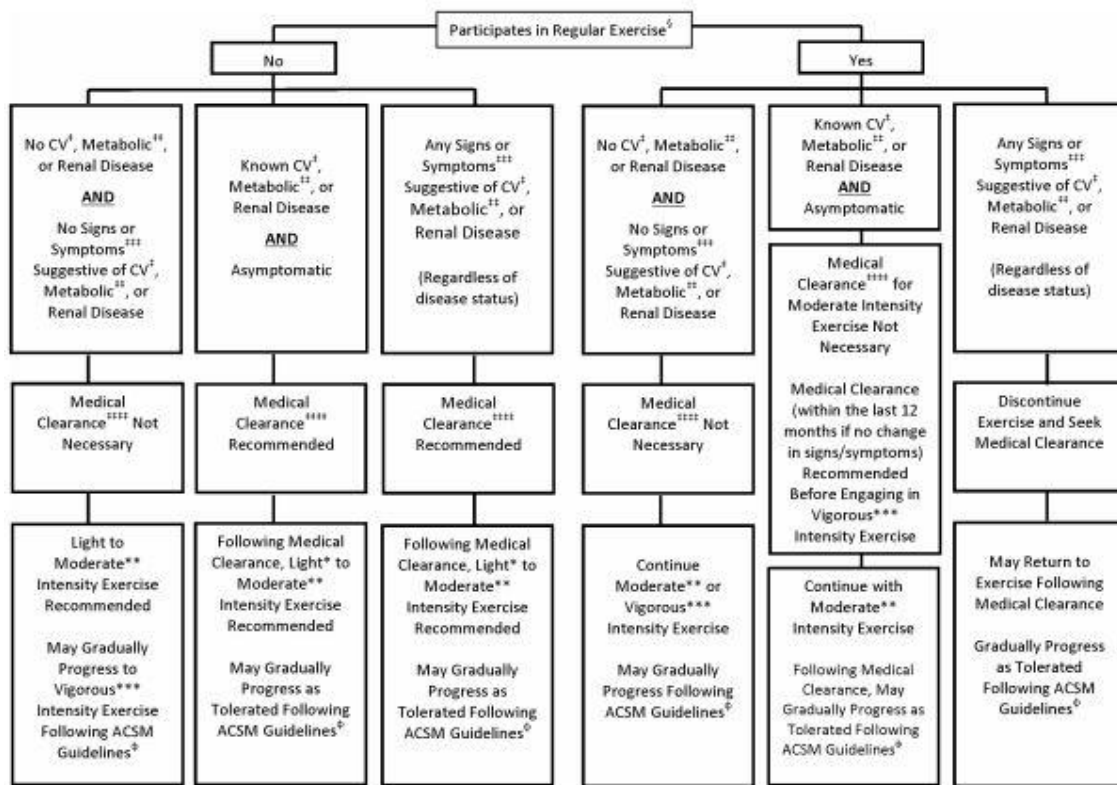 Participates in Regular Exercise§
No
Yes
No CV‡, Metabolic‡‡,
or Renal Disease
AND
No Signs or
Symptoms‡‡‡
Suggestive of CV‡,
Metabolic‡‡, or
Renal Disease
Medical
Clearance‡‡‡‡ Not
Necessary
Light to
Moderate**
Intensity Exercise
Recommended
May Gradually
Progress to
Vigorous***
Intensity Exercise
Following ACSM
Guidelinesᶲ
Known CV‡,
Metabolic‡‡, or
Renal Disease
AND
Asymptomatic
Medical
Clearance‡‡‡‡
Recommended
Following Medical
Clearance, Light* to
Moderate**
Intensity Exercise
Recommended
May Gradually
Progress as
Tolerated Following
ACSM Guidelinesᶲ
Any Signs or
Symptoms‡‡‡
Suggestive of CV‡,
Metabolic‡‡, or
Renal Disease
(Regardless of
disease status)
Medical
Clearance‡‡‡‡
Recommended
Following Medical
Clearance, Light* to
Moderate**
Intensity Exercise
Recommended
May Gradually
Progress as
Tolerated Following
ACSM Guidelinesᶲ
No CV‡, Metabolic‡‡,
or Renal Disease
AND
No Signs or
Symptoms‡‡‡
Suggestive of CV‡,
Metabolic‡‡, or
Renal Disease
Medical
Clearance‡‡‡‡ Not
Necessary
Continue
Moderate** or
Vigorous***
Intensity Exercise
May Gradually
Progress Following
ACSM Guidelinesᶲ
Known CV‡,
Metabolic‡‡, or
Renal Disease
AND
Asymptomatic
Medical
Clearance‡‡‡‡ for
Moderate Intensity
Exercise Not
Necessary
Medical Clearance
(within the last 12
months if no change
in signs/symptoms)
Recommended
Before Engaging in
Vigorous***
Intensity Exercise
Continue with
Moderate**
Intensity Exercise
Following Medical
Clearance, May
Gradually Progress as
Tolerated Following
ACSM Guidelinesᶲ
Any Signs or
Symptoms‡‡‡
Suggestive of CV‡,
Metabolic‡‡, or
Renal Disease
(Regardless of
disease status)
Discontinue
Exercise and Seek
Medical Clearance
May Return to
Exercise Following
Medical Clearance
Gradually Progress
as Tolerated
Following ACSM
Guidelinesᶲ